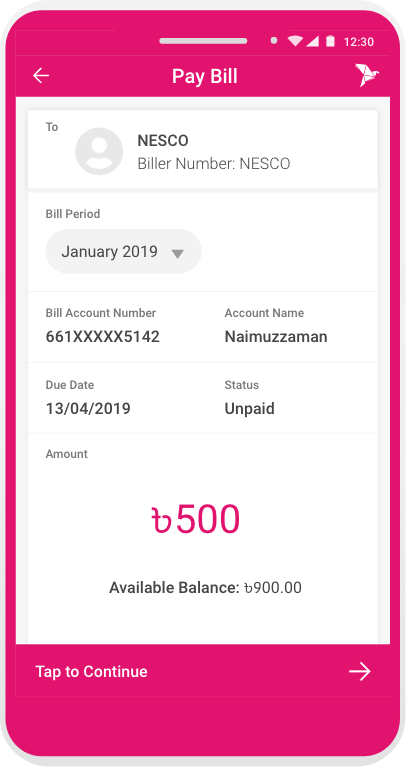 12:30
Pay Bill
To
NESCO
Biller Number: NESCO
Bill Period
January 2019
Bill Account Number
Account Name
661XXXXX5142
Naimuzzaman
Due Date
Status
13/04/2019
Unpaid
Amount
৳500
Available Balance: ৳900.00
Tap to Continue